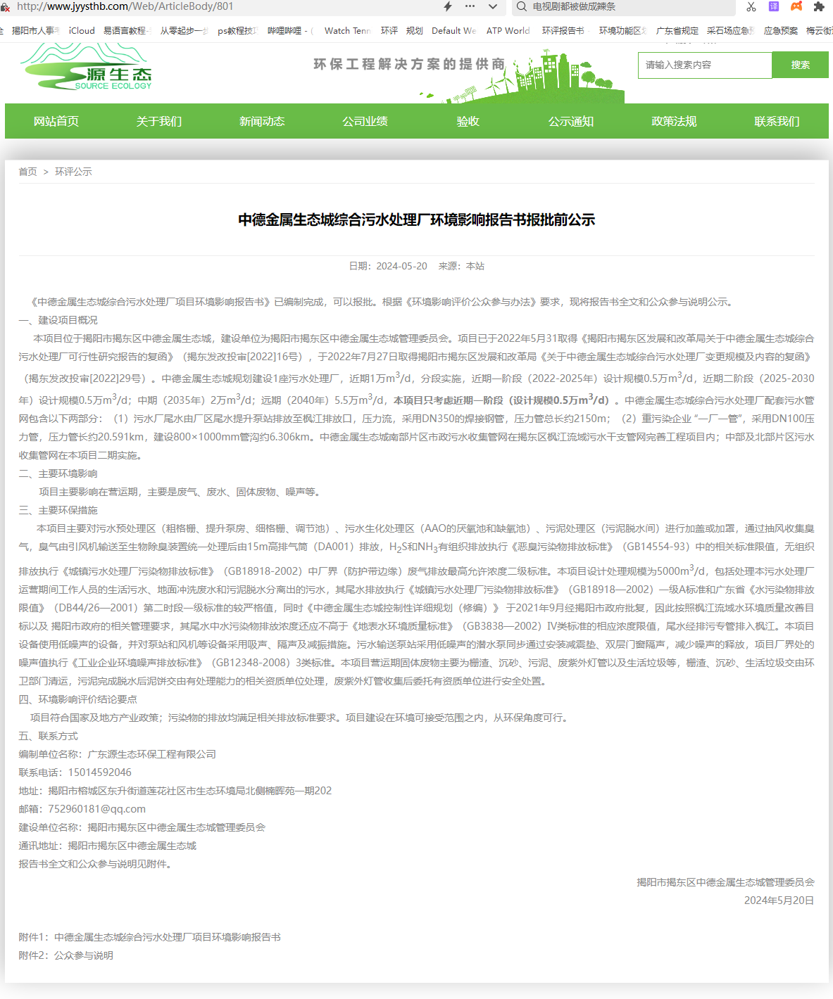 http://www.jyysthb.com/Web/ArticleBody/801
电视剧都被做成辣条
译
揭阳市人事考 iCloud 易语言教程- 从零起步一步 ps教程技巧 哔哩哔哩 - ( Watch Tenn 环评 规划 Default We ATP World 环评报告书 环境功能区划 广东省规定 采石场应急预 应急预案 梅云街
源生态
SOURCE ECOLOGY
环保工程解决方案的提供商
请输入搜索内容 搜索
网站首页 关于我们 新闻动态 公司业绩 验收 公示通知 政策法规 联系我们
首页 > 环评公示
中德金属生态城综合污水处理厂环境影响报告书报批前公示
日期：2024-05-20 来源：本站
《中德金属生态城综合污水处理厂项目环境影响报告书》已编制完成，可以报批。根据《环境影响评价公众参与办法》要求，现将报告书全文和公众参与说明公示。
一、建设项目概况
本项目位于揭阳市揭东区中德金属生态城，建设单位为揭阳市揭东区中德金属生态城管理委员会。项目已于2022年5月31取得《揭阳市揭东区发展和改革局关于中德金属生态城综合
污水处理厂可行性研究报告的复函》（揭东发改投审[2022]16号），于2022年7月27日取得揭阳市揭东区发展和改革局《关于中德金属生态城综合污水处理厂变更规模及内容的复函》
（揭东发改投审[2022]29号）。中德金属生态城规划建设1座污水处理厂，近期1万m3/d，分段实施，近期一阶段（2022-2025年）设计规模0.5万m3/d，近期二阶段（2025-2030
年）设计规模0.5万m3/d；中期（2035年）2万m3/d；远期（2040年）5.5万m3/d，本项目只考虑近期一阶段（设计规模0.5万m3/d）。中德金属生态城综合污水处理厂配套污水管
网包含以下两部分：（1）污水厂尾水由厂区尾水提升泵站排放至枫江排放口，压力流，采用DN350的焊接钢管，压力管总长约2150m；（2）重污染企业“一厂一管”，采用DN100压
力管，压力管长约20.591km，建设800×1000mm管沟约6.306km。中德金属生态城南部片区市政污水收集管网在揭东区枫江流域污水干支管网完善工程项目内；中部及北部片区污水
收集管网在本项目二期实施。
二、主要环境影响
项目主要影响在营运期，主要是废气、废水、固体废物、噪声等。
三、主要环保措施
本项目主要对污水预处理区（粗格栅、提升泵房、细格栅、调节池）、污水生化处理区（AAO的厌氧池和缺氧池）、污泥处理区（污泥脱水间）进行加盖或加罩，通过抽风收集臭
气，臭气由引风机输送至生物除臭装置统一处理后由15m高排气筒（DA001）排放，H2S和NH3有组织排放执行《恶臭污染物排放标准》（GB14554-93）中的相关标准限值，无组织
排放执行《城镇污水处理厂污染物排放标准》（GB18918-2002）中厂界（防护带边缘）废气排放最高允许浓度二级标准。本项目设计处理规模为5000m3/d，包括处理本污水处理厂
运营期间工作人员的生活污水、地面冲洗废水和污泥脱水分离出的污水，其尾水排放执行《城镇污水处理厂污染物排放标准》（GB18918—2002）一级A标准和广东省《水污染物排放
限值》（DB44/26—2001）第二时段一级标准的较严格值，同时《中德金属生态城控制性详细规划（修编）》 于2021年9月经揭阳市政府批复，因此按照枫江流域水环境质量改善目
标以及 揭阳市政府的相关管理要求，其尾水中水污染物排放浓度还应不高于《地表水环境质量标准》（GB3838—2002）IV类标准的相应浓度限值，尾水经排污专管排入枫江。本项目
设备使用低噪声的设备，并对泵站和风机等设备采用吸声、隔声及减振措施。污水输送泵站采用低噪声的潜水泵同步通过安装减震垫、双层门窗隔声，减少噪声的释放，项目厂界处的
噪声值执行《工业企业环境噪声排放标准》（GB12348-2008）3类标准。本项目营运期固体废物主要为栅渣、沉砂、污泥、废紫外灯管以及生活垃圾等，栅渣、沉砂、生活垃圾交由环
卫部门清运，污泥完成脱水后泥饼交由有处理能力的相关资质单位处理，废紫外灯管收集后委托有资质单位进行安全处置。
四、环境影响评价结论要点
项目符合国家及地方产业政策；污染物的排放均满足相关排放标准要求。项目建设在环境可接受范围之内，从环保角度可行。
五、联系方式
编制单位名称：广东源生态环保工程有限公司
联系电话：15014592046
地址：揭阳市榕城区东升街道莲花社区市生态环境局北侧楠晖苑一期202
邮箱：752960181@qq.com
建设单位名称：揭阳市揭东区中德金属生态城管理委员会
通讯地址：揭阳市揭东区中德金属生态城
报告书全文和公众参与说明见附件。
揭阳市揭东区中德金属生态城管理委员会
2024年5月20日
附件1：中德金属生态城综合污水处理厂项目环境影响报告书
附件2：公众参与说明